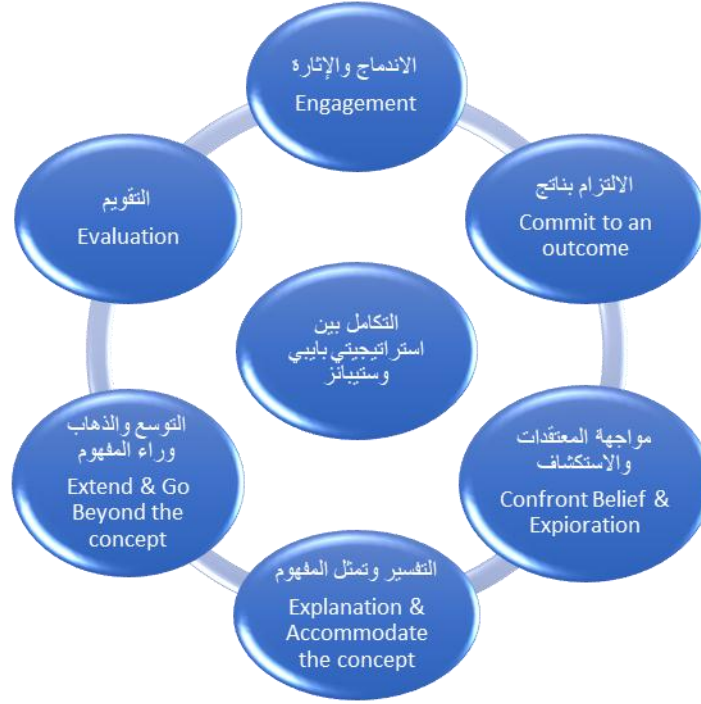 الاندماج والإثارة
Engagement
الالتزام بناتج
Commit to an
outcome
مواجهة المعتقدات
والاستكشاف
Confront Belief &
Expioration
التفسير وتمثل المفهوم
Explanation &
Accommodate
the concept
التوسع والذهاب
وراء المفهوم
Extend & Go
Beyond the
concept
التقويم
Evaluation
التكامل بين
استراتيجيتي بايبي
وستيبانز